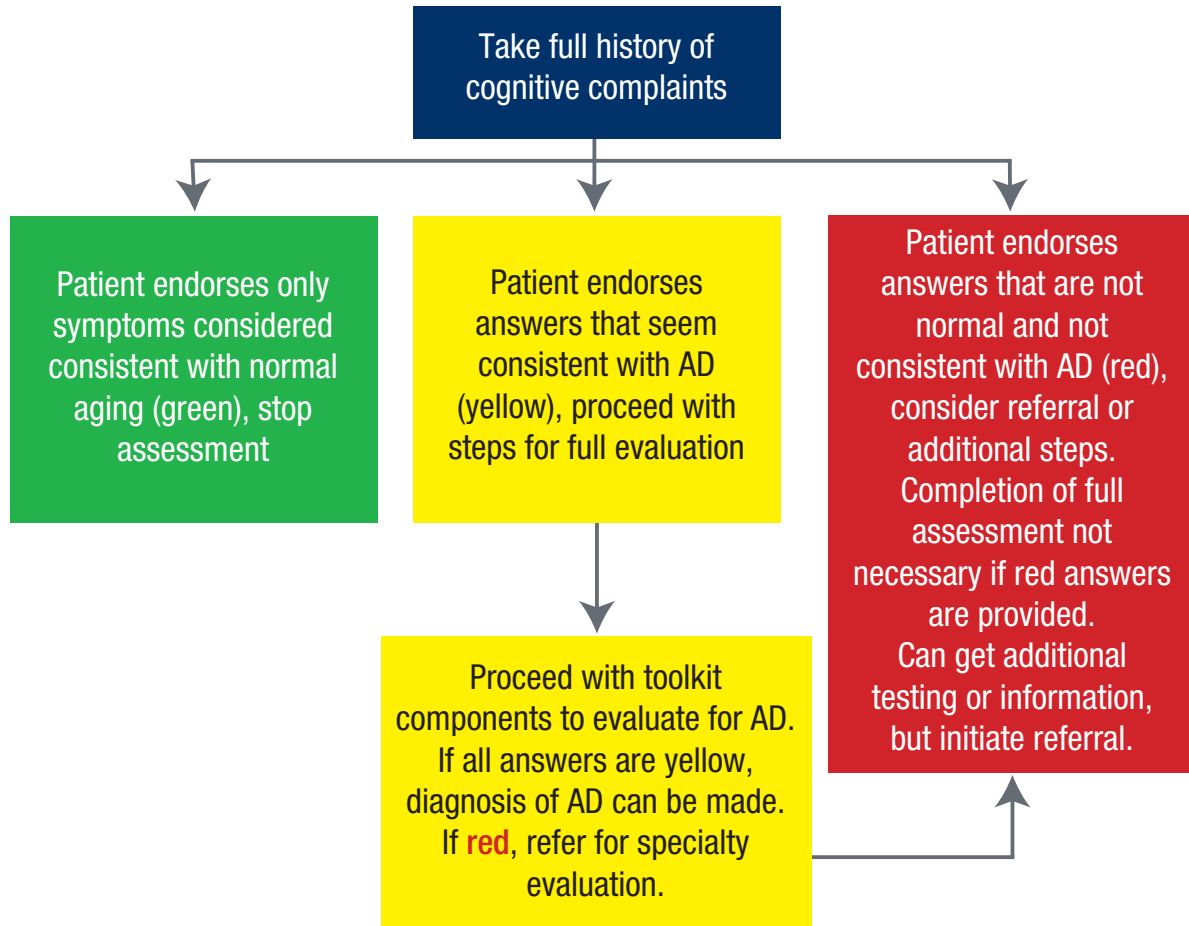 Take full history of
cognitive complaints
Patient endorses only
symptoms considered
consistent with normal
aging (green), stop
assessment
Patient endorses
answers that seem
consistent with AD
(yellow), proceed with
steps for full evaluation
Patient endorses
answers that are not
normal and not
consistent with AD (red),
consider referral or
additional steps.
Completion of full
assessment not
necessary if red answers
are provided.
Can get additional
testing or information,
but initiate referral.
Proceed with toolkit
components to evaluate for AD.
If all answers are yellow,
diagnosis of AD can be made.
If red, refer for specialty
evaluation.